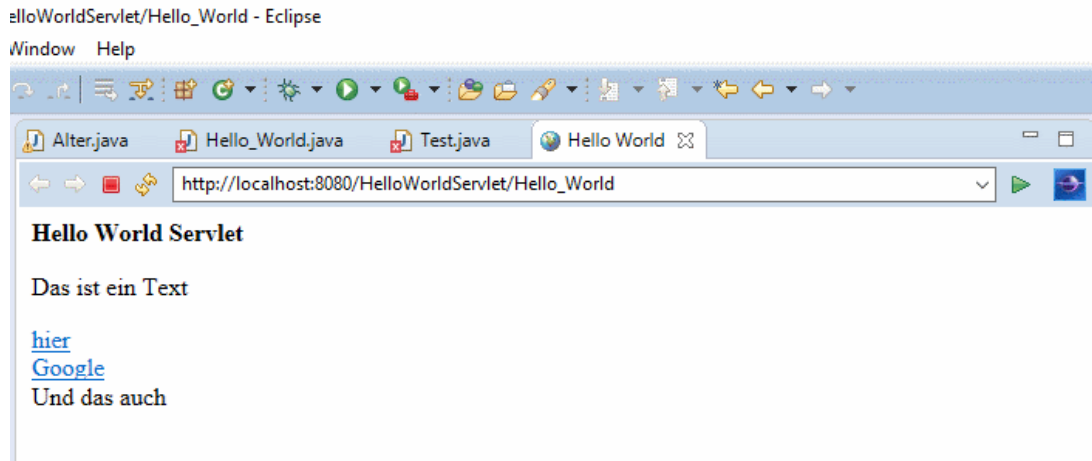 elloWorldServlet/Hello_World - Eclipse
Window Help
Alter.java Hello_World.java Test.java Hello World
http://localhost:8080/HelloWorldServlet/Hello_World
Hello World Servlet
Das ist ein Text
hier
Google
Und das auch